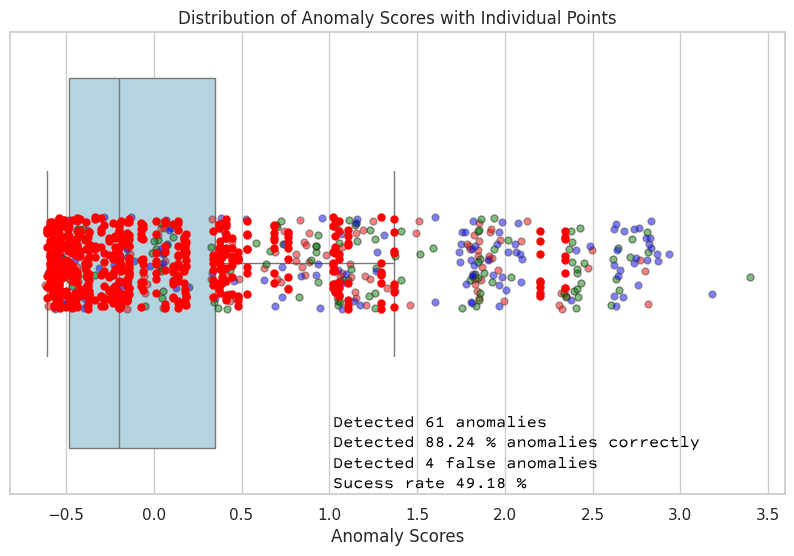 Distribution of Anomaly Scores with Individual Points
Detected 61 anomalies
Detected 88.24 % anomalies correctly
Detected 4 false anomalies
Sucess rate 49.18 %
−0.5 0.0 0.5 1.0 1.5 2.0 2.5 3.0 3.5
Anomaly Scores